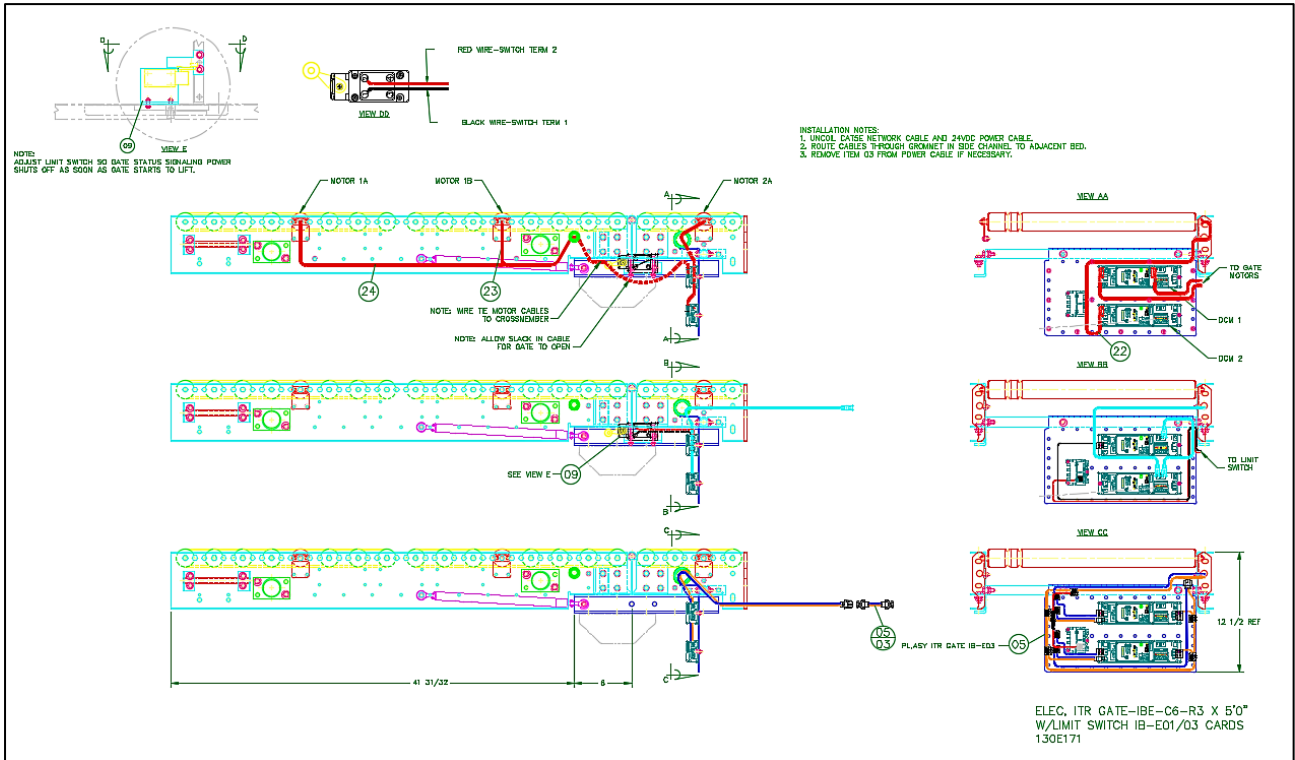 D
D
RED WIRE-SWITCH TERM 2
VIEW DD
BLACK WIRE-SWITCH TERM 1
09
VIEW E
NOTE:
ADJUST LIMIT SWITCH SO GATE STATUS SIGNALING POWER
SHUTS OFF AS SOON AS GATE STARTS TO LIFT.
INSTALLATION NOTES:
1. UNCOIL CAT5E NETWORK CABLE AND 24VDC POWER CABLE.
2. ROUTE CABLES THROUGH GROMMET IN SIDE CHANNEL TO ADJACENT BED.
3. REMOVE ITEM 03 FROM POWER CABLE IF NECESSARY.
MOTOR 1A
MOTOR 1B
A
MOTOR 2A
24
23
NOTE: WIRE TIE MOTOR CABLES
TO CROSSMEMBER
NOTE: ALLOW SLACK IN CABLE
FOR GATE TO OPEN
A
VIEW AA
TO GATE
MOTORS
DCM 1
DCM 2
22
B
SEE VIEW E
09
B
VIEW BB
TO LIMIT
SWITCH
C
05
03
41 31/32
6
C
VIEW CC
PL,ASY ITR GATE IB-E03
05
12 1/2 REF
ELEC, ITR GATE-IBE-C6-R3 X 5'0"
W/LIMIT SWITCH IB-E01/03 CARDS
130E171